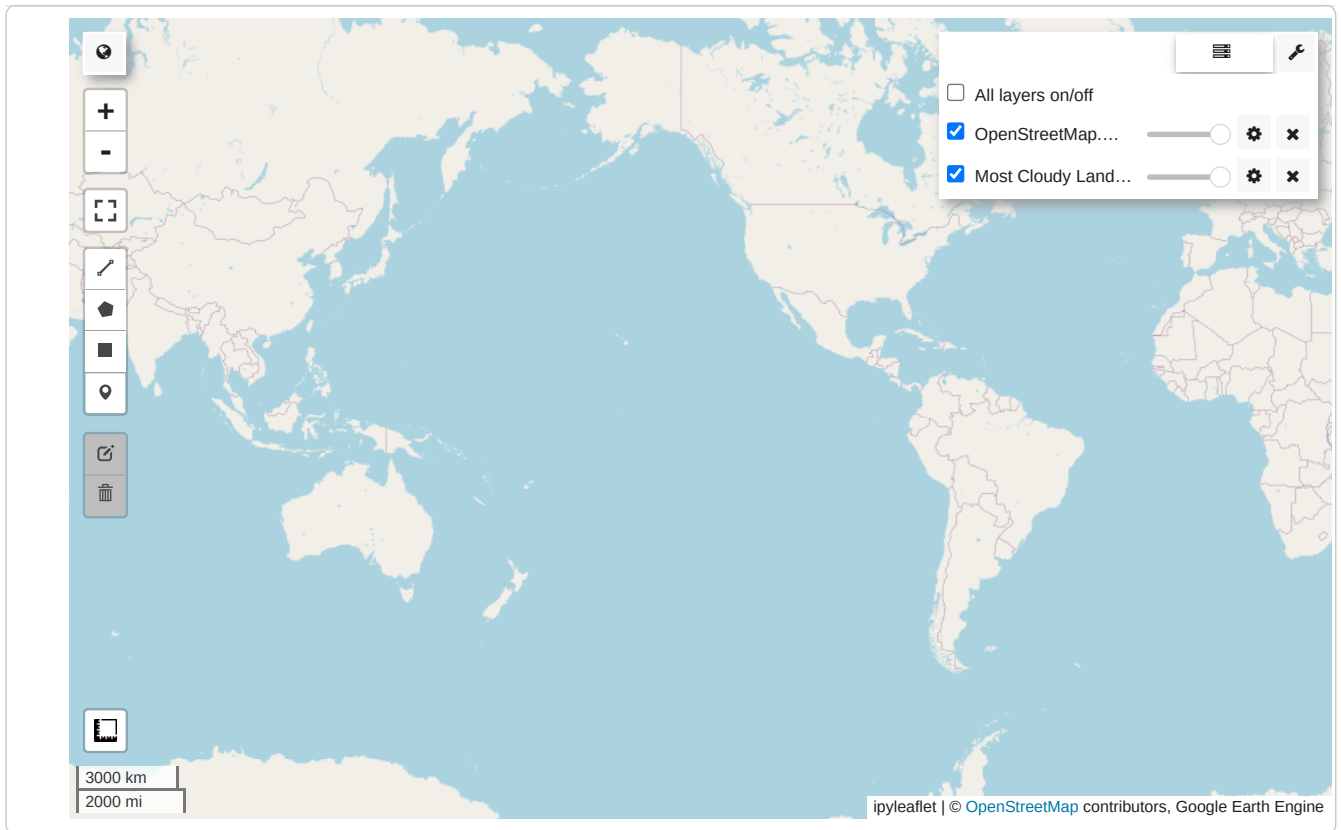 +
-
All layers on/off
OpenStreetMap.…
Most Cloudy Land…
3000 km
2000 mi
ipyleaflet | © OpenStreetMap contributors, Google Earth Engine